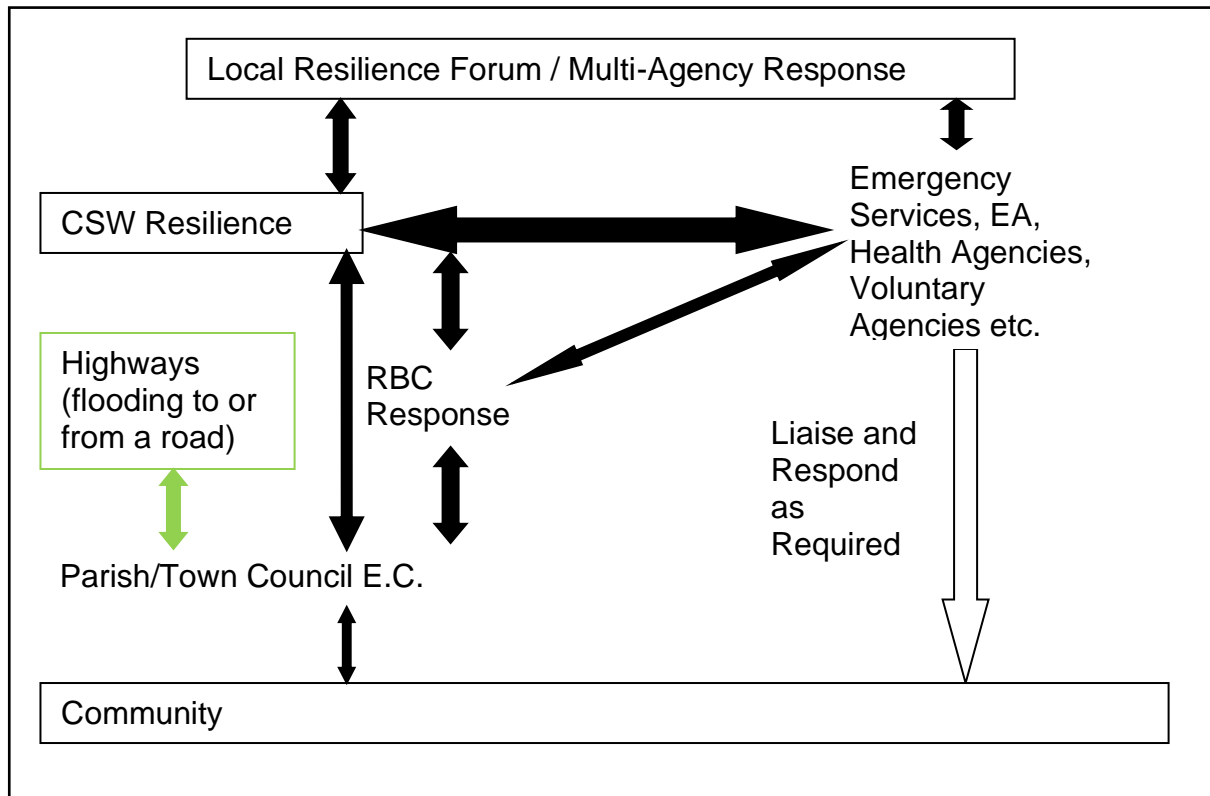 Local Resilience Forum / Multi-Agency Response
CSW Resilience
Emergency
Services, EA,
Health Agencies,
Voluntary
Agencies etc.
Highways
(flooding to or
from a road)
RBC
Response
Liaise and
Respond
as
Required
Parish/Town Council E.C.
Community